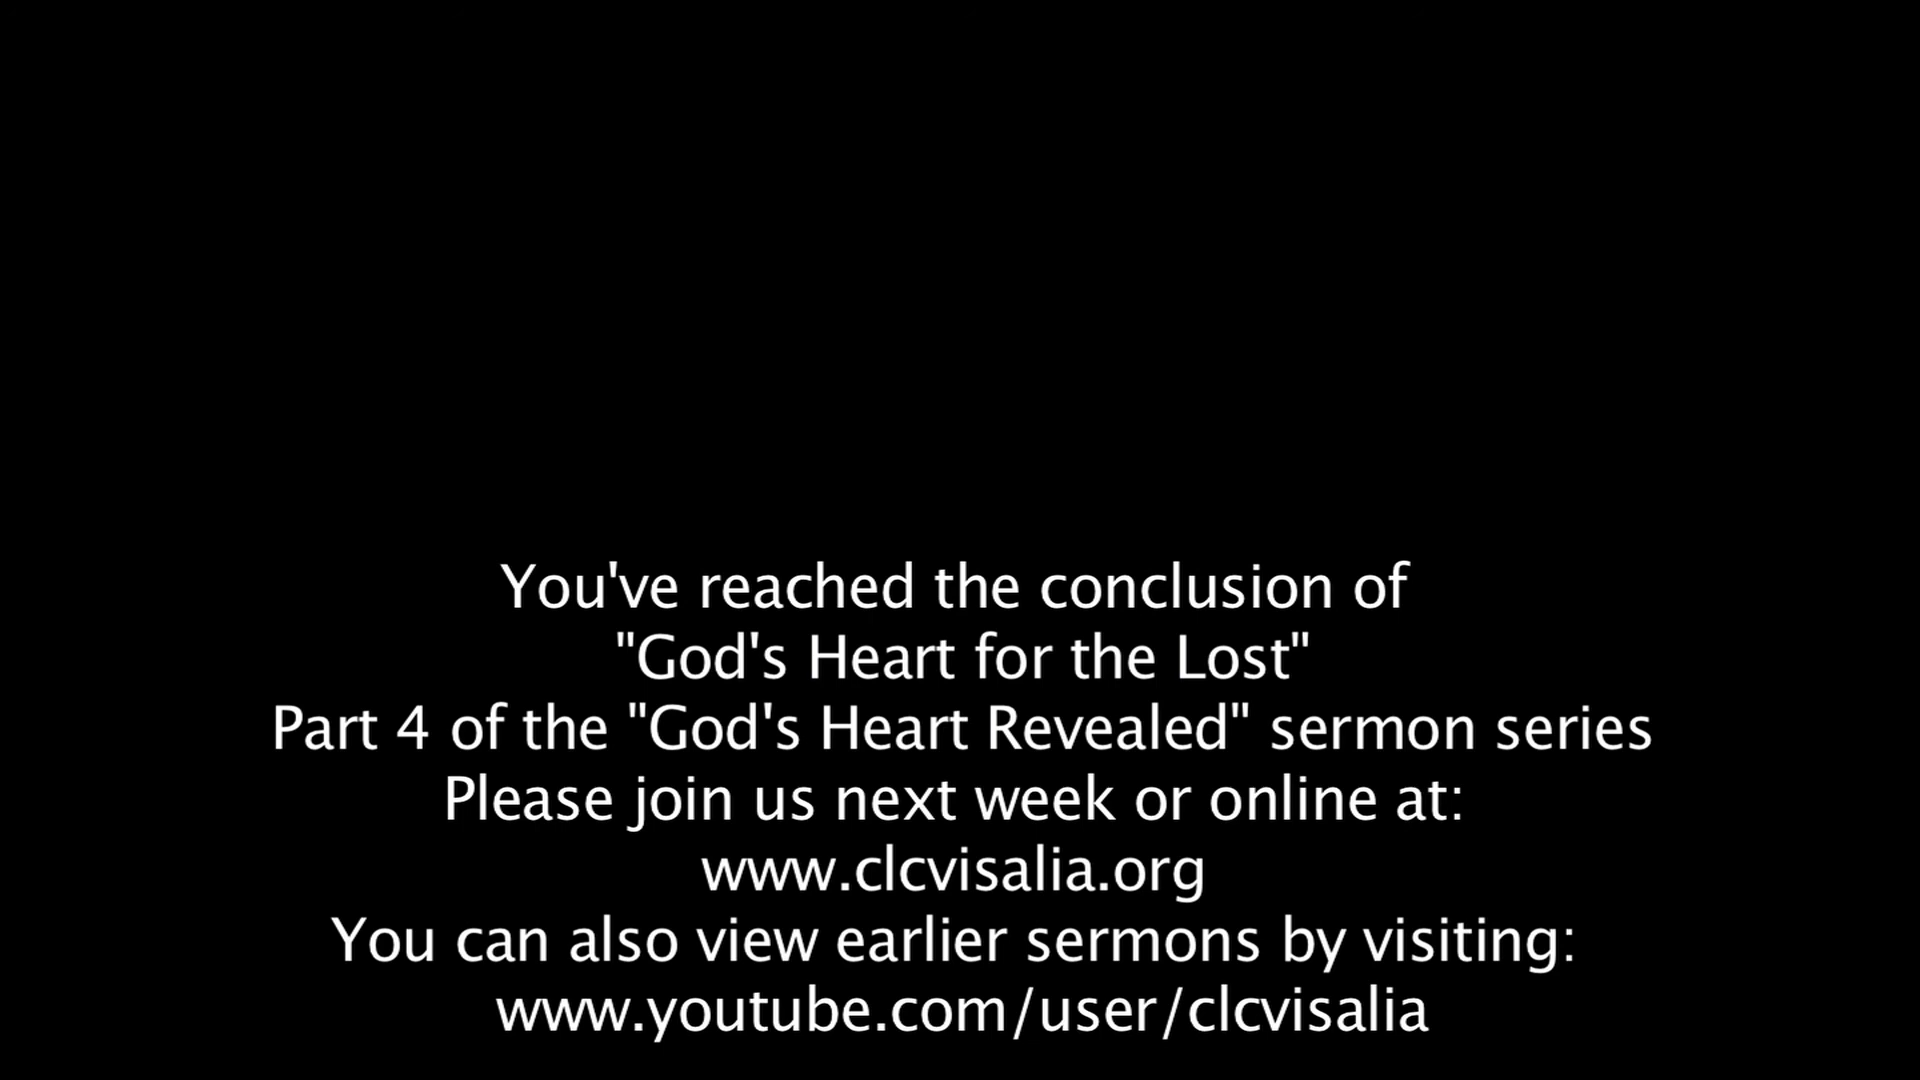 You've reached the conclusion of
"God's Heart for the Lost"
Part 4 of the "God's Heart Revealed" sermon series
Please join us next week or online at:
www.clcvisalia.org
You can also view earlier sermons by visiting:
www.youtube.com/user/clcvisalia